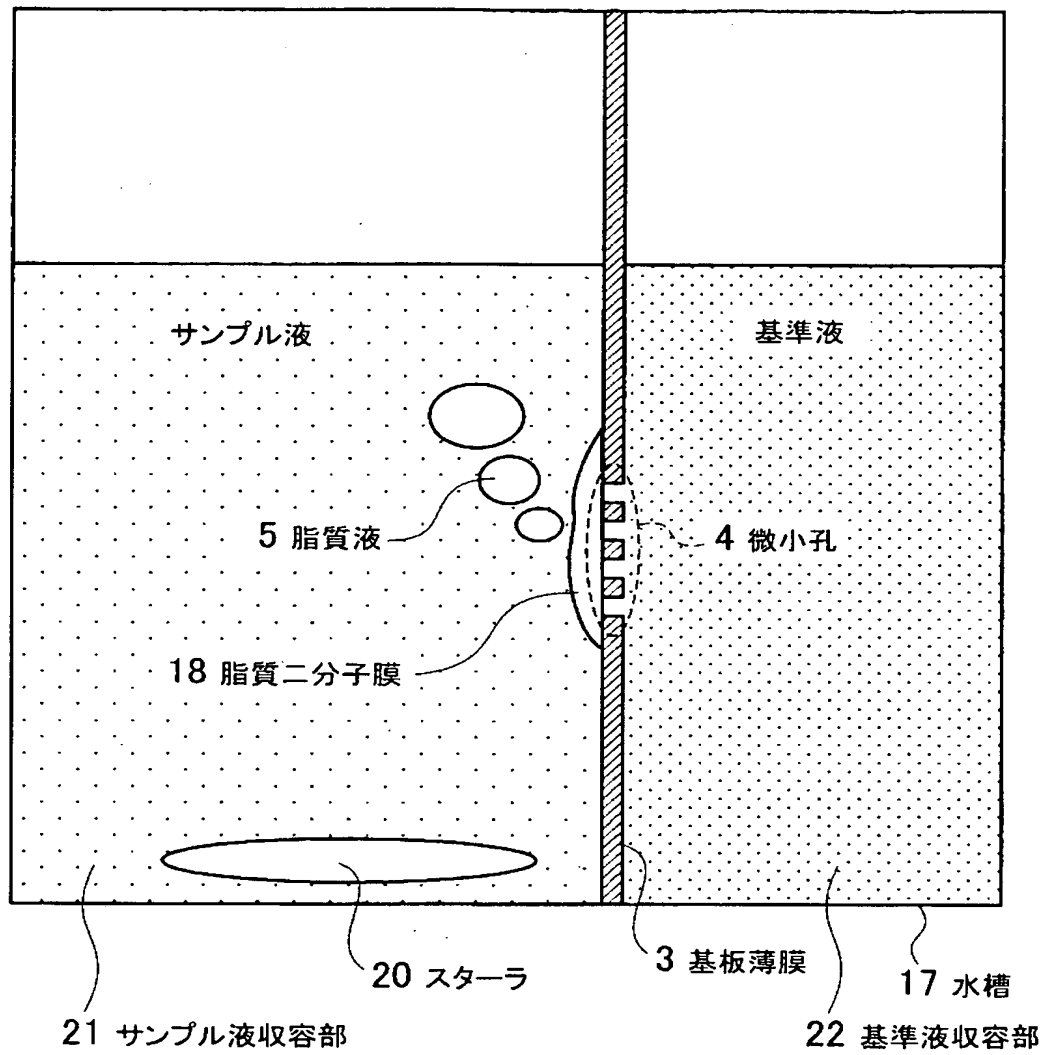 サンプル液
基準液
5 脂質液
4 微小孔
18 脂質二分子膜
3 基板薄膜
20 スターラ
17 水槽
21 サンプル液収容部
22 基準液収容部